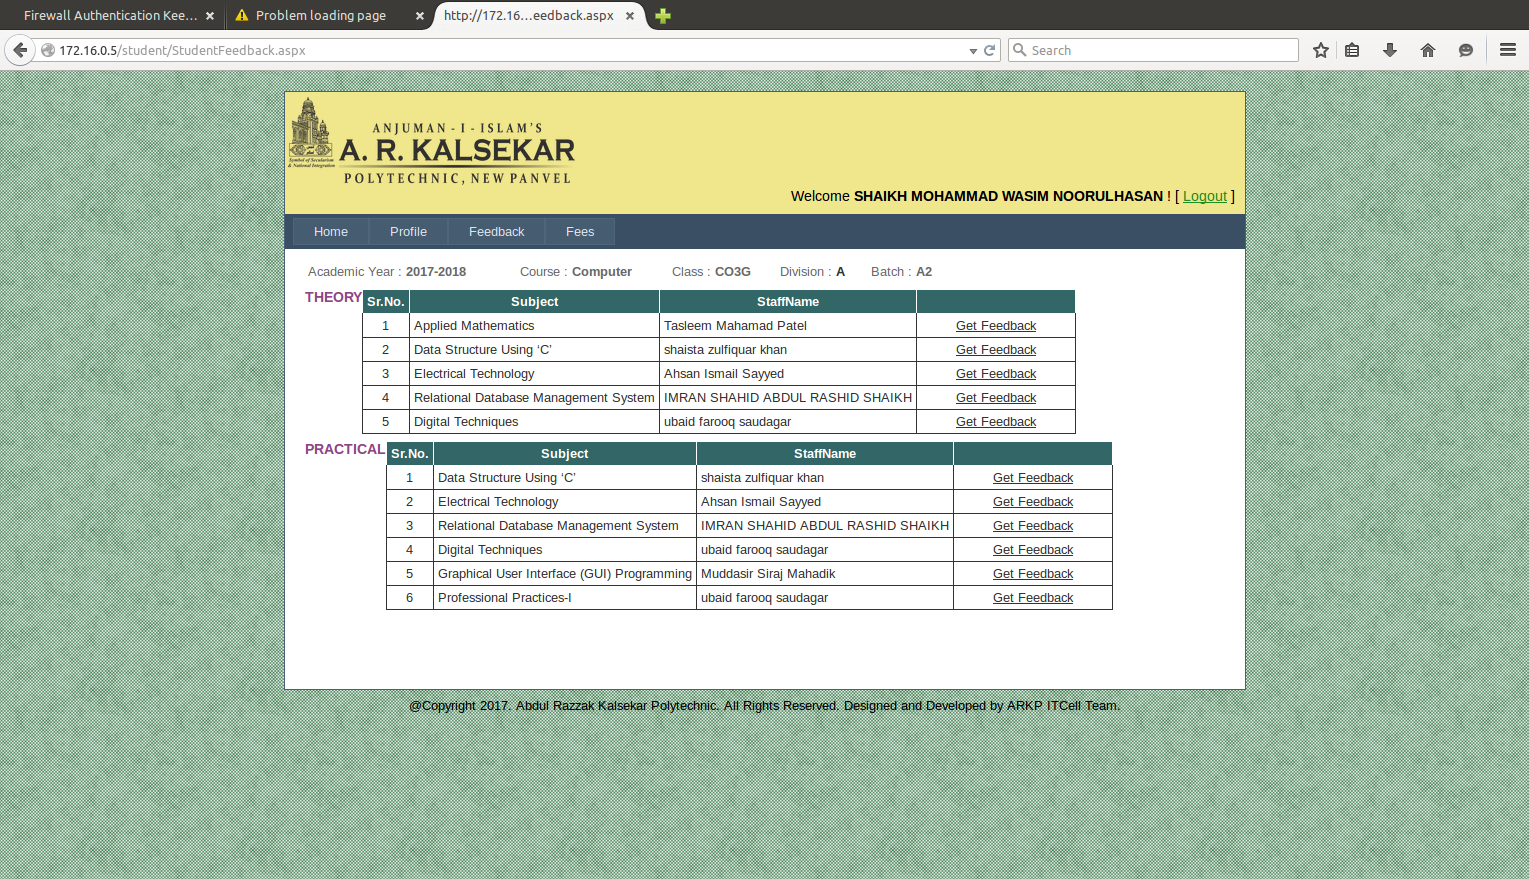 Firewall Authentication Kee...
Problem loading page
http://172.16...eedback.aspx
172.16.0.5/student/StudentFeedback.aspx
Search
ANJUMAN - I - ISLAM'S
A. R. KALSEKAR
POLYTECHNIC, NEW PANVEL
Symbol of Secularism
& National Integration
Welcome SHAIKH MOHAMMAD WASIM NOORULHASAN ! [ Logout ]
Home Profile Feedback Fees
Academic Year : 2017-2018 Course : Computer Class : CO3G Division : A Batch : A2
THEORY
Sr.No. Subject StaffName
1 Applied Mathematics Tasleem Mahamad Patel Get Feedback
2 Data Structure Using ‘C’ shaista zulfiquar khan Get Feedback
3 Electrical Technology Ahsan Ismail Sayyed Get Feedback
4 Relational Database Management System IMRAN SHAHID ABDUL RASHID SHAIKH Get Feedback
5 Digital Techniques ubaid farooq saudagar Get Feedback
PRACTICAL
Sr.No. Subject StaffName
1 Data Structure Using ‘C’ shaista zulfiquar khan Get Feedback
2 Electrical Technology Ahsan Ismail Sayyed Get Feedback
3 Relational Database Management System IMRAN SHAHID ABDUL RASHID SHAIKH Get Feedback
4 Digital Techniques ubaid farooq saudagar Get Feedback
5 Graphical User Interface (GUI) Programming Muddasir Siraj Mahadik Get Feedback
6 Professional Practices-I ubaid farooq saudagar Get Feedback
@Copyright 2017. Abdul Razzak Kalsekar Polytechnic. All Rights Reserved. Designed and Developed by ARKP ITCell Team.